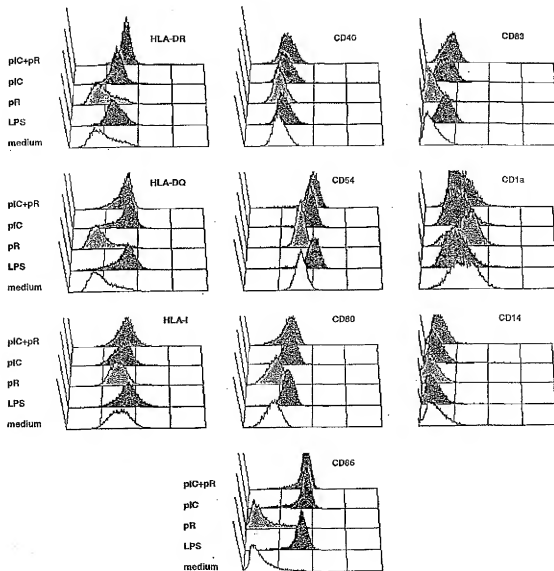 HLA-DR
CD40
CD83
pIC+pR
pIC
pR
LPS
medium
HLA-DQ
CD54
CD1a
pIC+pR
pIC
pR
LPS
medium
HLA-I
CD80
CD14
pIC+pR
pIC
pR
LPS
medium
CD86
pIC+pR
pIC
pR
LPS
medium